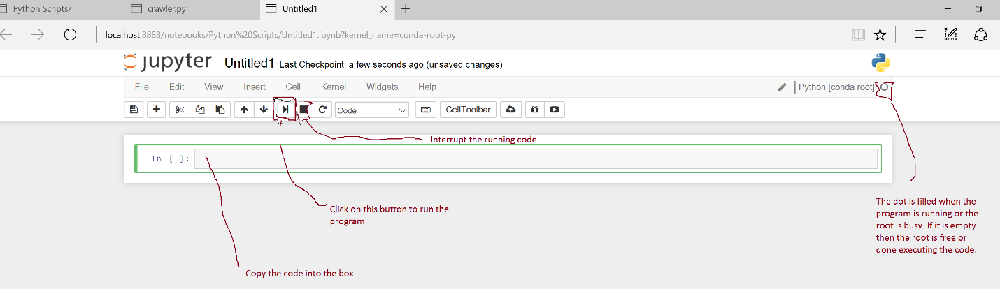 Python Scripts/ crawler.py Untitled1
localhost:8888/notebooks/Python%20Scripts/Untitled1.ipynb?kernel_name=conda-root-py
jupyter Untitled1 Last Checkpoint: a few seconds ago (unsaved changes)
File Edit View Insert Cell Kernel Widgets Help Python [conda root]
Code CellToolbar
Interrupt the running code
In [ ]:
Click on this button to run the
program
Copy the code into the box
The dot is filled when the
program is running or the
root is busy. If it is empty
then the root is free or
done executing the code.